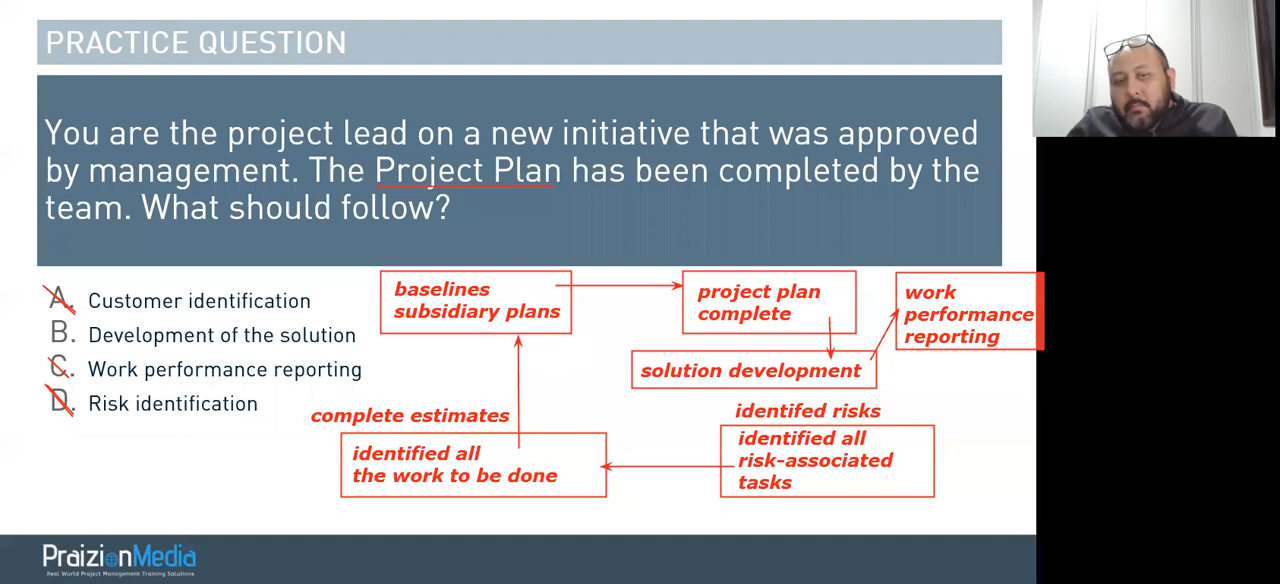 PRACTICE QUESTION
You are the project lead on a new initiative that was approved
by management. The Project Plan has been completed by the
team. What should follow?
A. Customer identification
B. Development of the solution
C. Work performance reporting
D. Risk identification
baselines
subsidiary plans
project plan
complete
work
performance
reporting
solution development
complete estimates
identifed risks
identified all
the work to be done
identified all
risk-associated
tasks
PraizionMedia
Real World Project Management Training Solutions